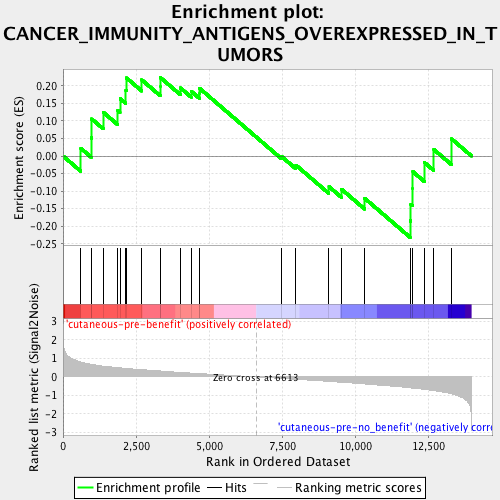 Enrichment plot:
CANCER_IMMUNITY_ANTIGENS_OVEREXPRESSED_IN_T
UMORS
Enrichment score (ES)
0.20
0.15
0.10
0.05
0.00
-0.05
-0.10
-0.15
-0.20
-0.25
Ranked list metric (Signal2Noise)
3
2
1
0
-1
-2
-3
'cutaneous-pre-benefit' (positively correlated)
Zero cross at 6613
'cutaneous-pre-no_benefit' (negatively corre
0
2,500
5,000
7,500
10,000
12,500
Rank in Ordered Dataset
Enrichment profile
Hits
Ranking metric scores